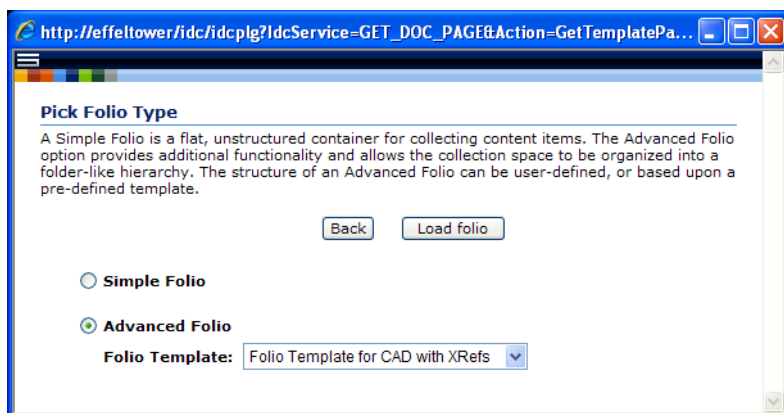 http://effeltower/idc/idcplg?IdcService=GET_DOC_PAGE&Action=GetTemplatePa...
Pick Folio Type
A Simple Folio is a flat, unstructured container for collecting content items. The Advanced Folio
option provides additional functionality and allows the collection space to be organized into a
folder-like hierarchy. The structure of an Advanced Folio can be user-defined, or based upon a
pre-defined template.
Back Load folio
Simple Folio
Advanced Folio
Folio Template: Folio Template for CAD with XRefs